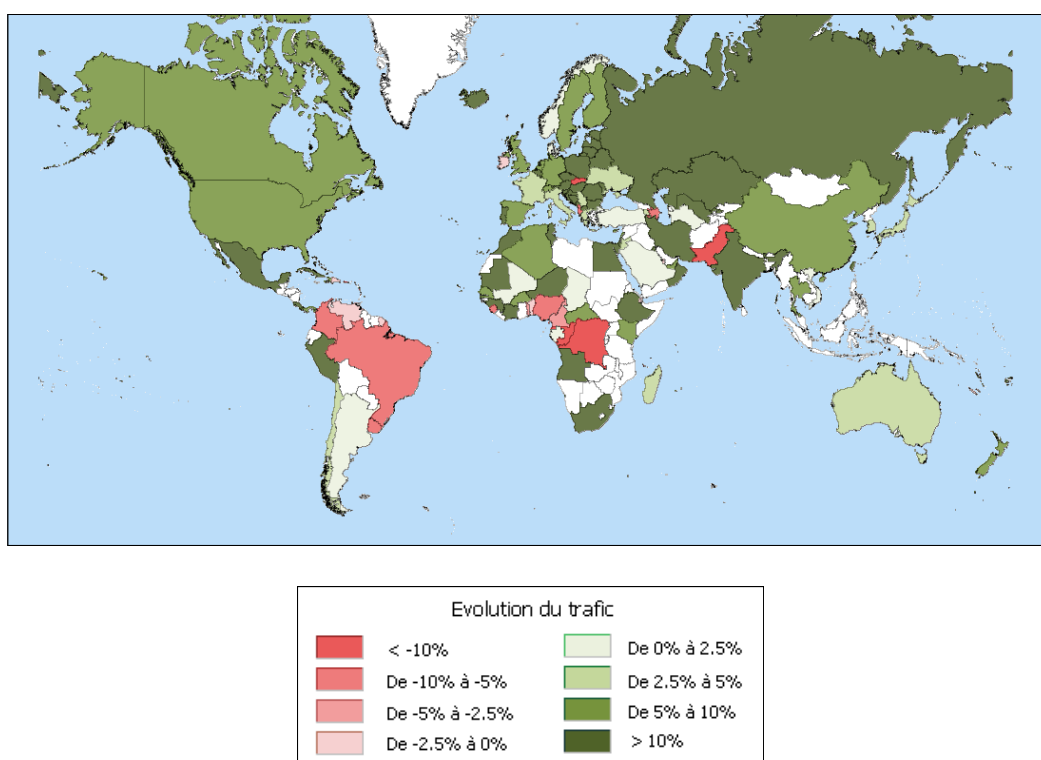 Evolution du trafic
< -10%
De -10% à -5%
De -5% à -2.5%
De -2.5% à 0%
De 0% à 2.5%
De 2.5% à 5%
De 5% à 10%
> 10%